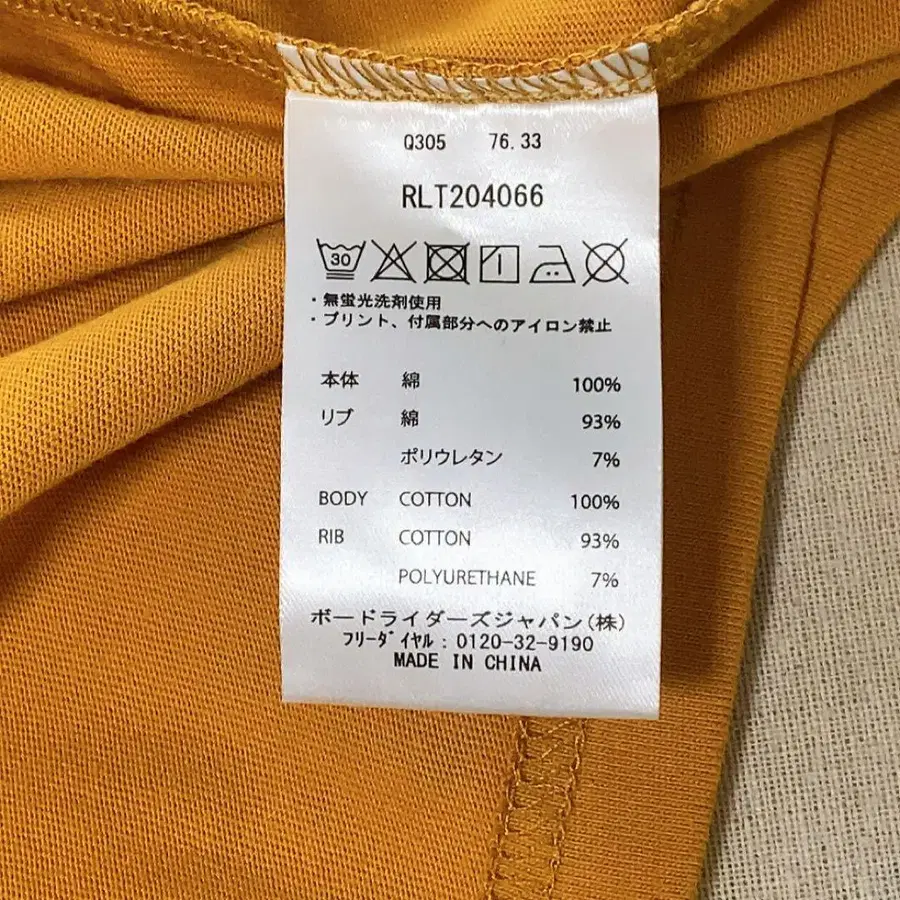 Q305 76.33
RLT204066
30
・無蛍光洗剤使用
・プリント、付属部分へのアイロン禁止
本体 綿 100%
リブ 綿 93%
ポリウレタン 7%
BODY COTTON 100%
RIB COTTON 93%
POLYURETHANE 7%
ボードライダーズジャパン(株)
フリーダイヤル：0120-32-9190
MADE IN CHINA